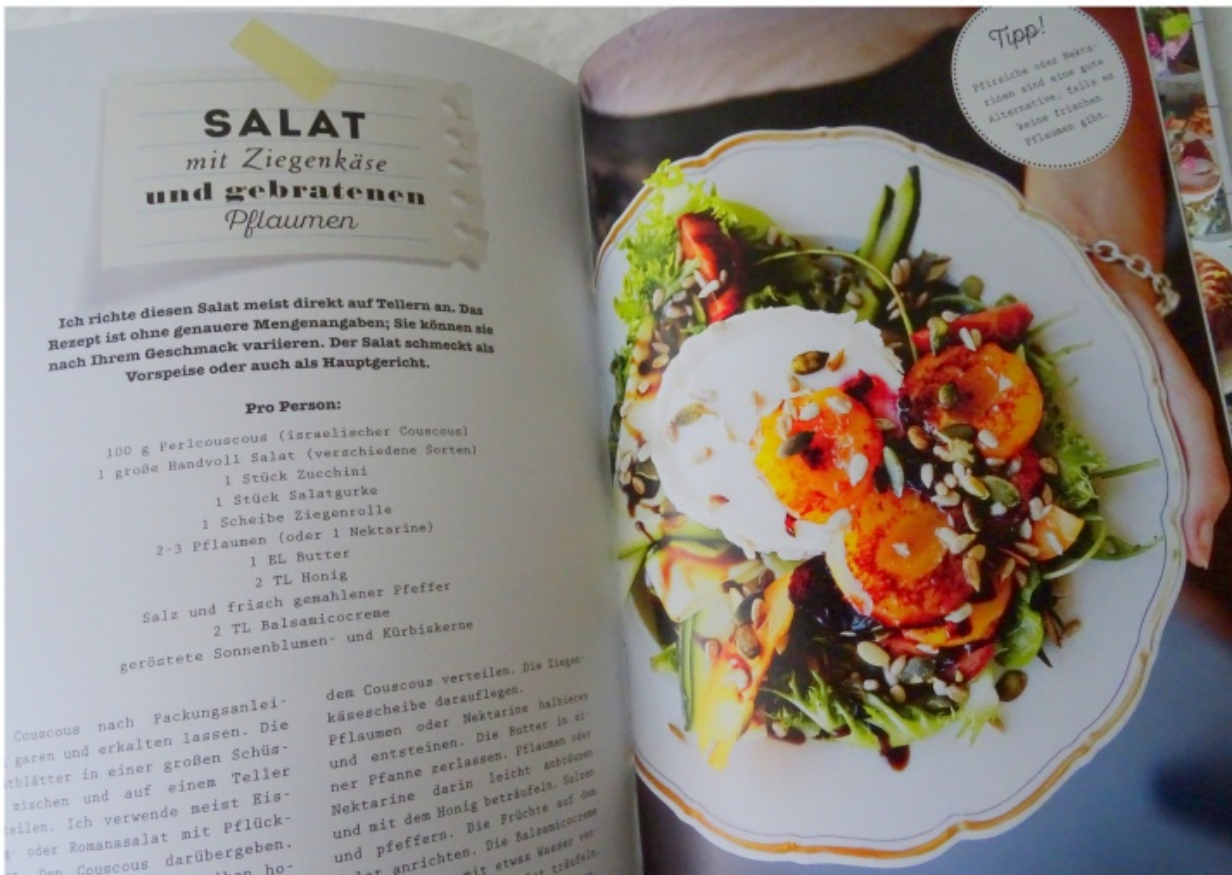 SALAT
mit Ziegenkäse
und gebratenen
Pflaumen
Ich richte diesen Salat meist direkt auf Tellern an. Das
Rezept ist ohne genauere Mengenangaben; Sie können sie
nach Ihrem Geschmack variieren. Der Salat schmeckt als
Vorspeise oder auch als Hauptgericht.
Pro Person:
100 g Perlcouscous (israelischer Couscous)
1 große Handvoll Salat (verschiedene Sorten)
1 Stück Zucchini
1 Stück Salatgurke
1 Scheibe Ziegenrolle
2-3 Pflaumen (oder 1 Nektarine)
1 EL Butter
2 TL Honig
Salz und frisch gemahlener Pfeffer
2 TL Balsamicocreme
geröstete Sonnenblumen- und Kürbiskerne
Couscous nach Packungsanlei-
garen und erkalten lassen. Die
in einer großen Schüs-
und auf einem Teller
Ich verwende meist Eis-
oder Romanasalat mit Pflück-
Den Couscous darübergeben.
dem Couscous verteilen. Die Ziegen-
käsescheibe darauflegen.
Pflaumen oder Nektarine halbieren
und entsteinen. Die Butter in ei-
ner Pfanne zerlassen. Pflaumen oder
Nektarine darin leicht anbräunen
und mit dem Honig beträufeln. Salzen
und pfeffern. Die Früchte auf dem
anrichten. Die Balsamicocreme
mit etwas Wasser ver-
träufeln.
Tipp!
Pfirsiche oder Nekta-
rinen sind eine gute
Alternative, falls es
keine frischen
Pflaumen gibt.